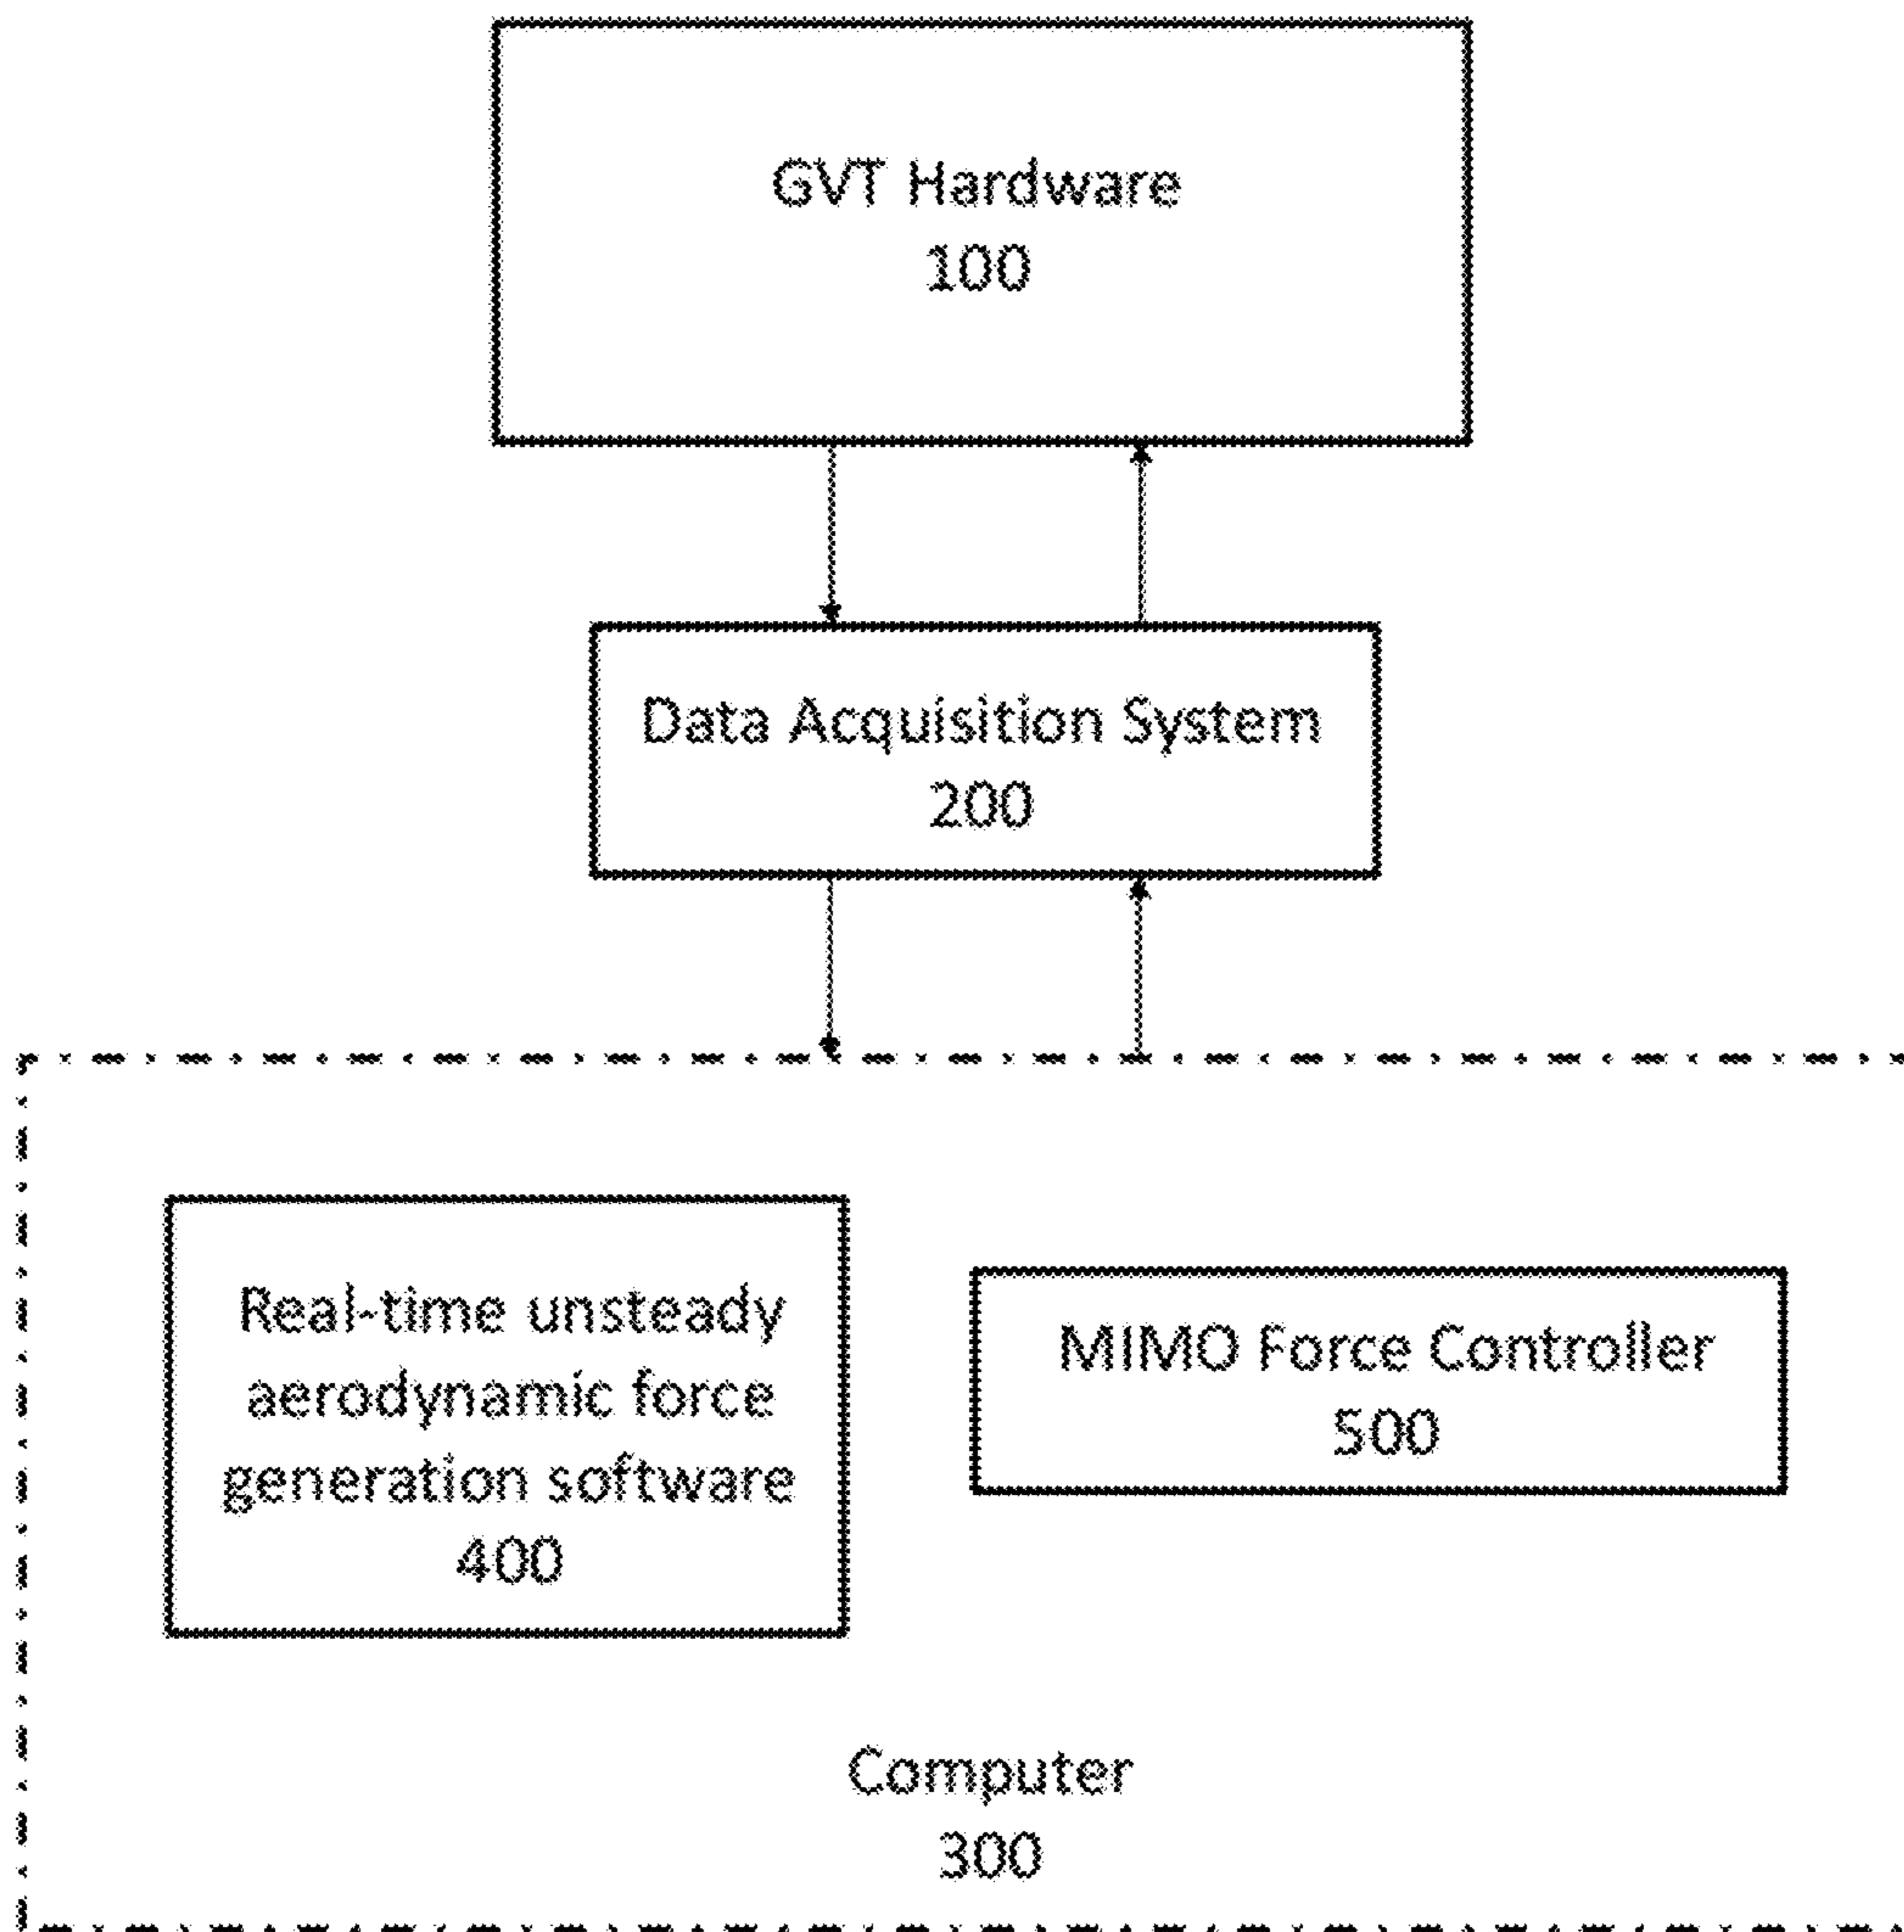 GVT Hardware
100
Data Acquisition System
200
Real-time unsteady
aerodynamic force
generation software
400
MIMO Force Controller
500
Computer
300